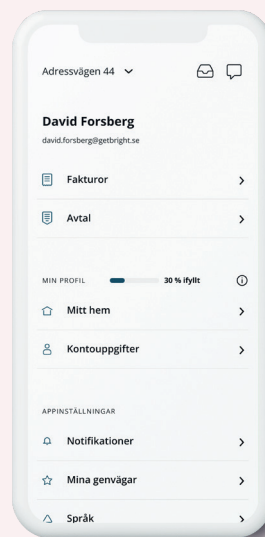 Adressvägen 44
David Forsberg
david.forsberg@getbright.se
Fakturor
Avtal
MIN PROFIL 30 % ifyllt
Mitt hem
Kontouppgifter
APPINSTÄLLNINGAR
Notifikationer
Mina genvägar
Språk